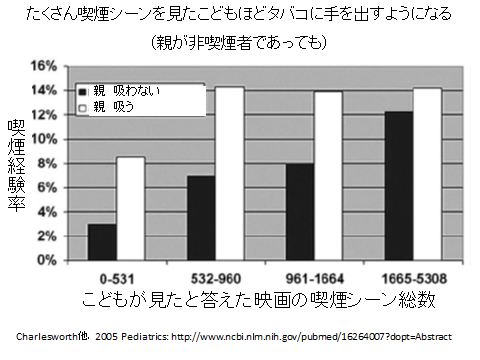 たくさん喫煙シーンを見たこどもほどタバコに手を出すようになる
（親が非喫煙者であっても）
16%
14%
12%
10%
8%
6%
4%
2%
0%
親　吸わない
親　吸う
喫煙経験率
0-531
532-960
961-1664
1665-5308
こどもが見たと答えた映画の喫煙シーン総数
Charlesworth他　2005 Pediatrics: http://www.ncbi.nlm.nih.gov/pubmed/16264007?dopt=Abstract